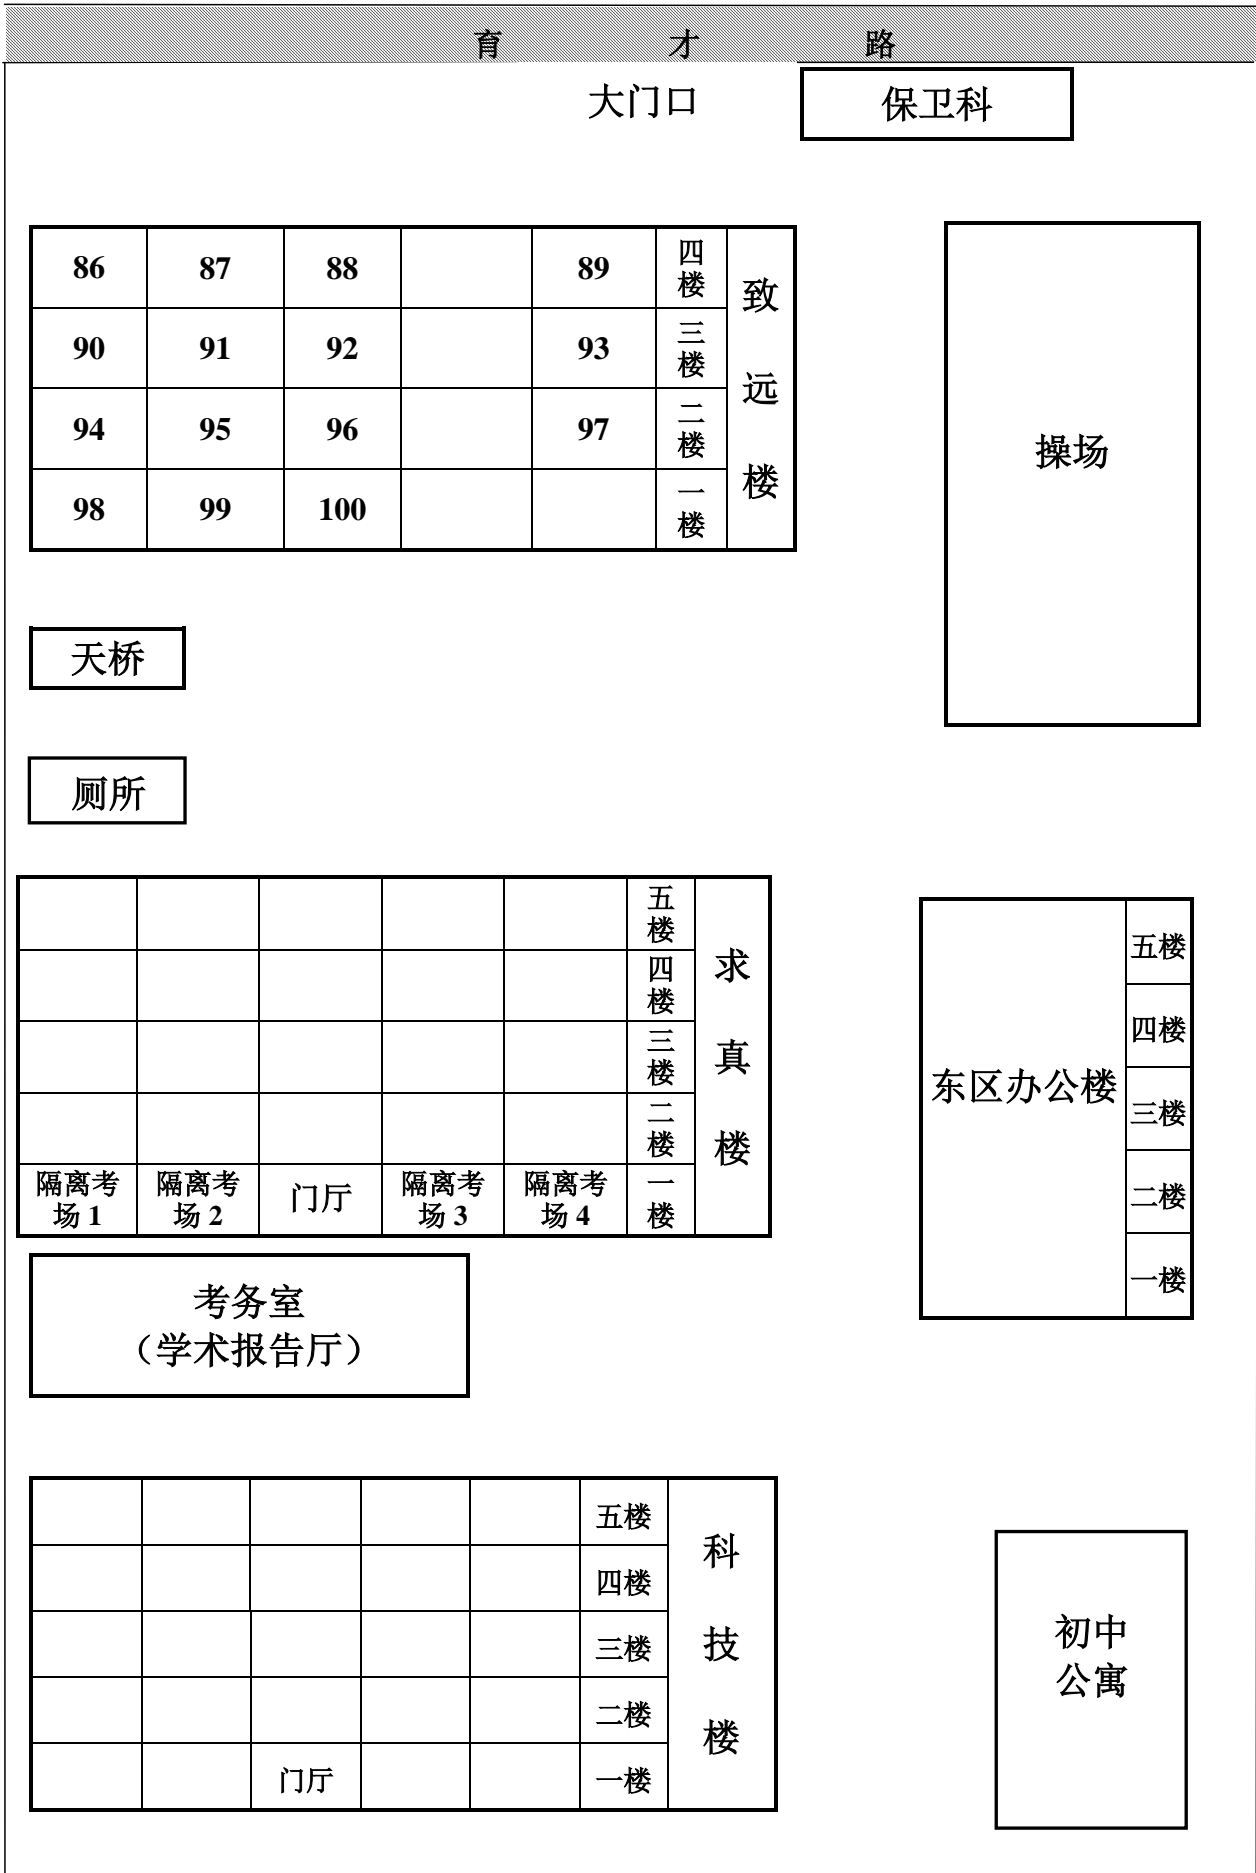 育 才 路
大门口 保卫科
86 87 88 89 四楼
90 91 92 93 三楼
94 95 96 97 二楼
98 99 100 一楼
致远楼
操场
天桥
厕所
五楼
四楼
三楼
二楼
隔离考场 1 隔离考场 2 门厅 隔离考场 3 隔离考场 4 一楼
求真楼
东区办公楼
五楼
四楼
三楼
二楼
一楼
考务室
（学术报告厅）
五楼
四楼
三楼
二楼
门厅 一楼
科技楼
初中
公寓